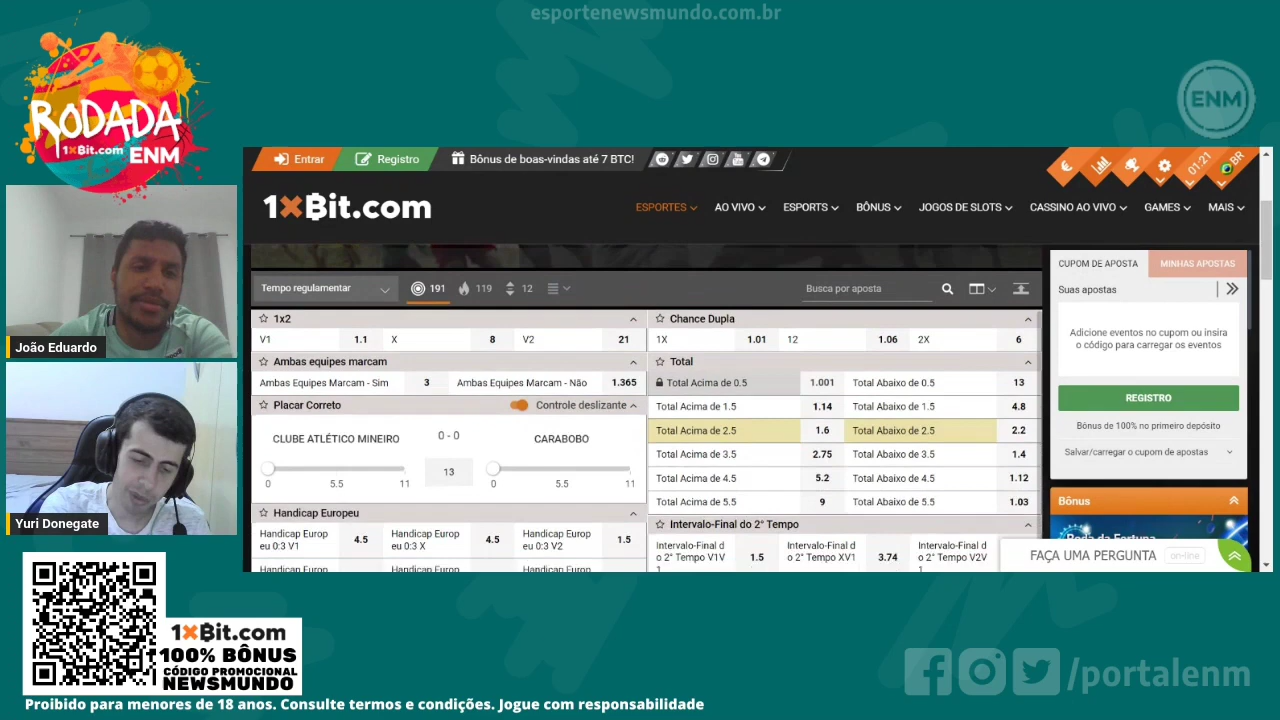 esportenewsmundo.com.br
RODADA
1xBit.com
ENM
ENM
Entrar
Registro
Bônus de boas-vindas até 7 BTC!
01:21
BR
1xBit.com
ESPORTES
AO VIVO
ESPORTS
BÔNUS
JOGOS DE SLOTS
CASSINO AO VIVO
GAMES
MAIS
Tempo regulamentar
191
119
12
Busca por aposta
1x2
V1 1.1 X 8 V2 21
Ambas equipes marcam
Ambas Equipes Marcam - Sim 3 Ambas Equipes Marcam - Não 1.365
Placar Correto Controle deslizante
CLUBE ATLÉTICO MINEIRO 0 - 0 CARABOBO
13
0 5.5 11 0 5.5 11
Handicap Europeu
Handicap Europ
eu 0:3 V1 4.5
Handicap Europ
eu 0:3 X 4.5
Handicap Europ
eu 0:3 V2 1.5
Handicap Europ Handicap Europ Handicap Europ
Chance Dupla
1X 1.01 12 1.06 2X 6
Total
Total Acima de 0.5 1.001 Total Abaixo de 0.5 13
Total Acima de 1.5 1.14 Total Abaixo de 1.5 4.8
Total Acima de 2.5 1.6 Total Abaixo de 2.5 2.2
Total Acima de 3.5 2.75 Total Abaixo de 3.5 1.4
Total Acima de 4.5 5.2 Total Abaixo de 4.5 1.12
Total Acima de 5.5 9 Total Abaixo de 5.5 1.03
Intervalo-Final do 2° Tempo
Intervalo-Final d
o 2° Tempo V1V
1 1.5
Intervalo-Final d
o 2° Tempo XV1 3.74
Intervalo-Final d
o 2° Tempo V2V
1
CUPOM DE APOSTA
MINHAS APOSTAS
Suas apostas
Adicione eventos no cupom ou insira
o código para carregar os eventos
REGISTRO
Bônus de 100% no primeiro depósito
Salvar/carregar o cupom de apostas
Bônus
Roda da Fortuna
FAÇA UMA PERGUNTA on-line
João Eduardo
Yuri Donegate
1xBit.com
100% BÔNUS
CÓDIGO PROMOCIONAL
NEWSMUNDO
/portalenm
Proibido para menores de 18 anos. Consulte termos e condições. Jogue com responsabilidade